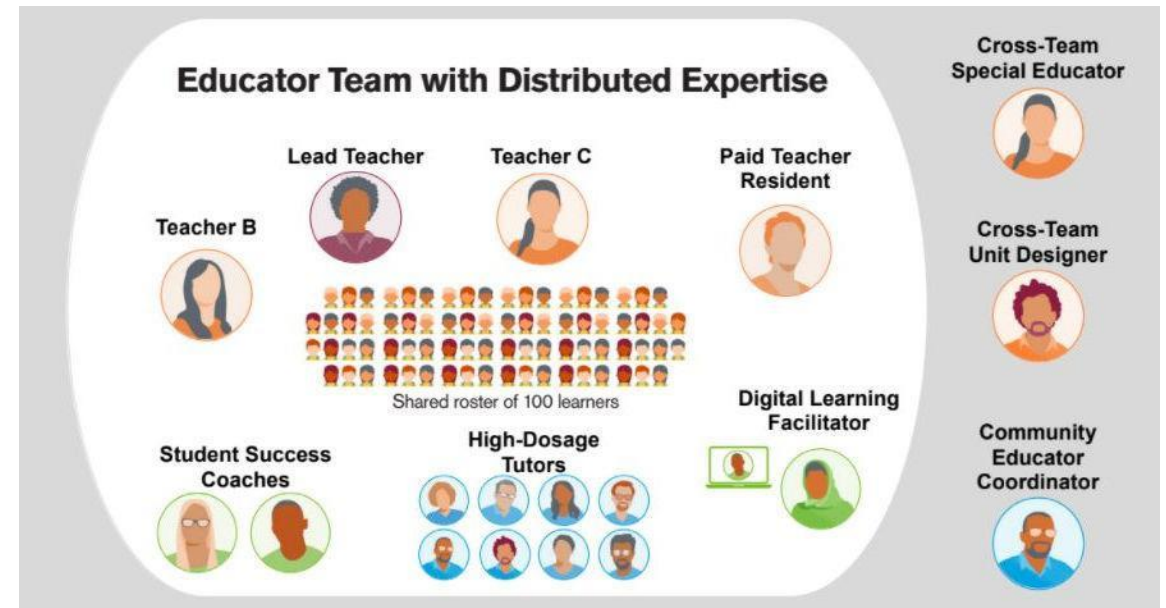 Educator Team with Distributed Expertise
Lead Teacher
Teacher C
Paid Teacher
Resident
Teacher B
Shared roster of 100 learners
Student Success
Coaches
High-Dosage
Tutors
Digital Learning
Facilitator
Cross-Team
Special Educator
Cross-Team
Unit Designer
Community
Educator
Coordinator